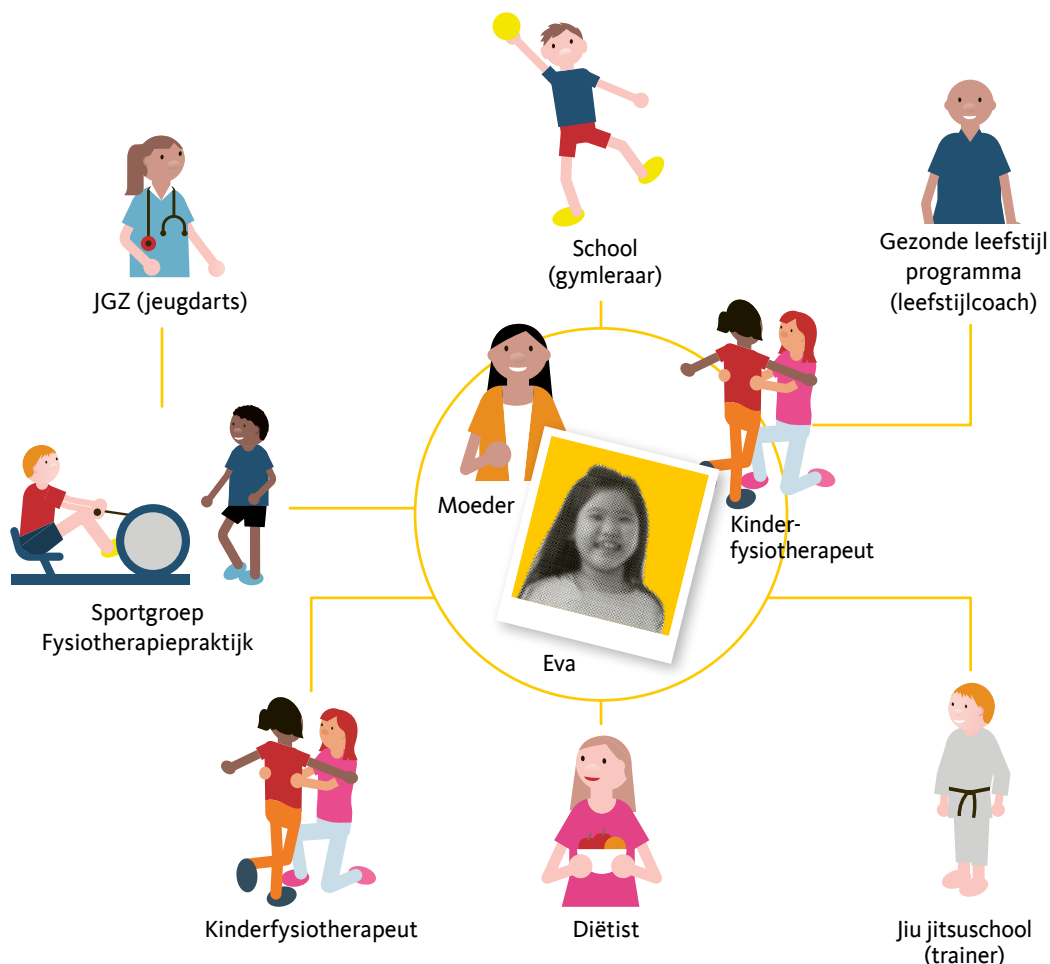 School
(gymleraar)
Gezonde leefstijl
programma
(leefstijlcoach)
JGZ (jeugdarts)
Moeder
Kinder-
fysiotherapeut
Sportgroep
Fysiotherapiepraktijk
Eva
Kinderfysiotherapeut
Diëtist
Jiu jitsuschool
(trainer)